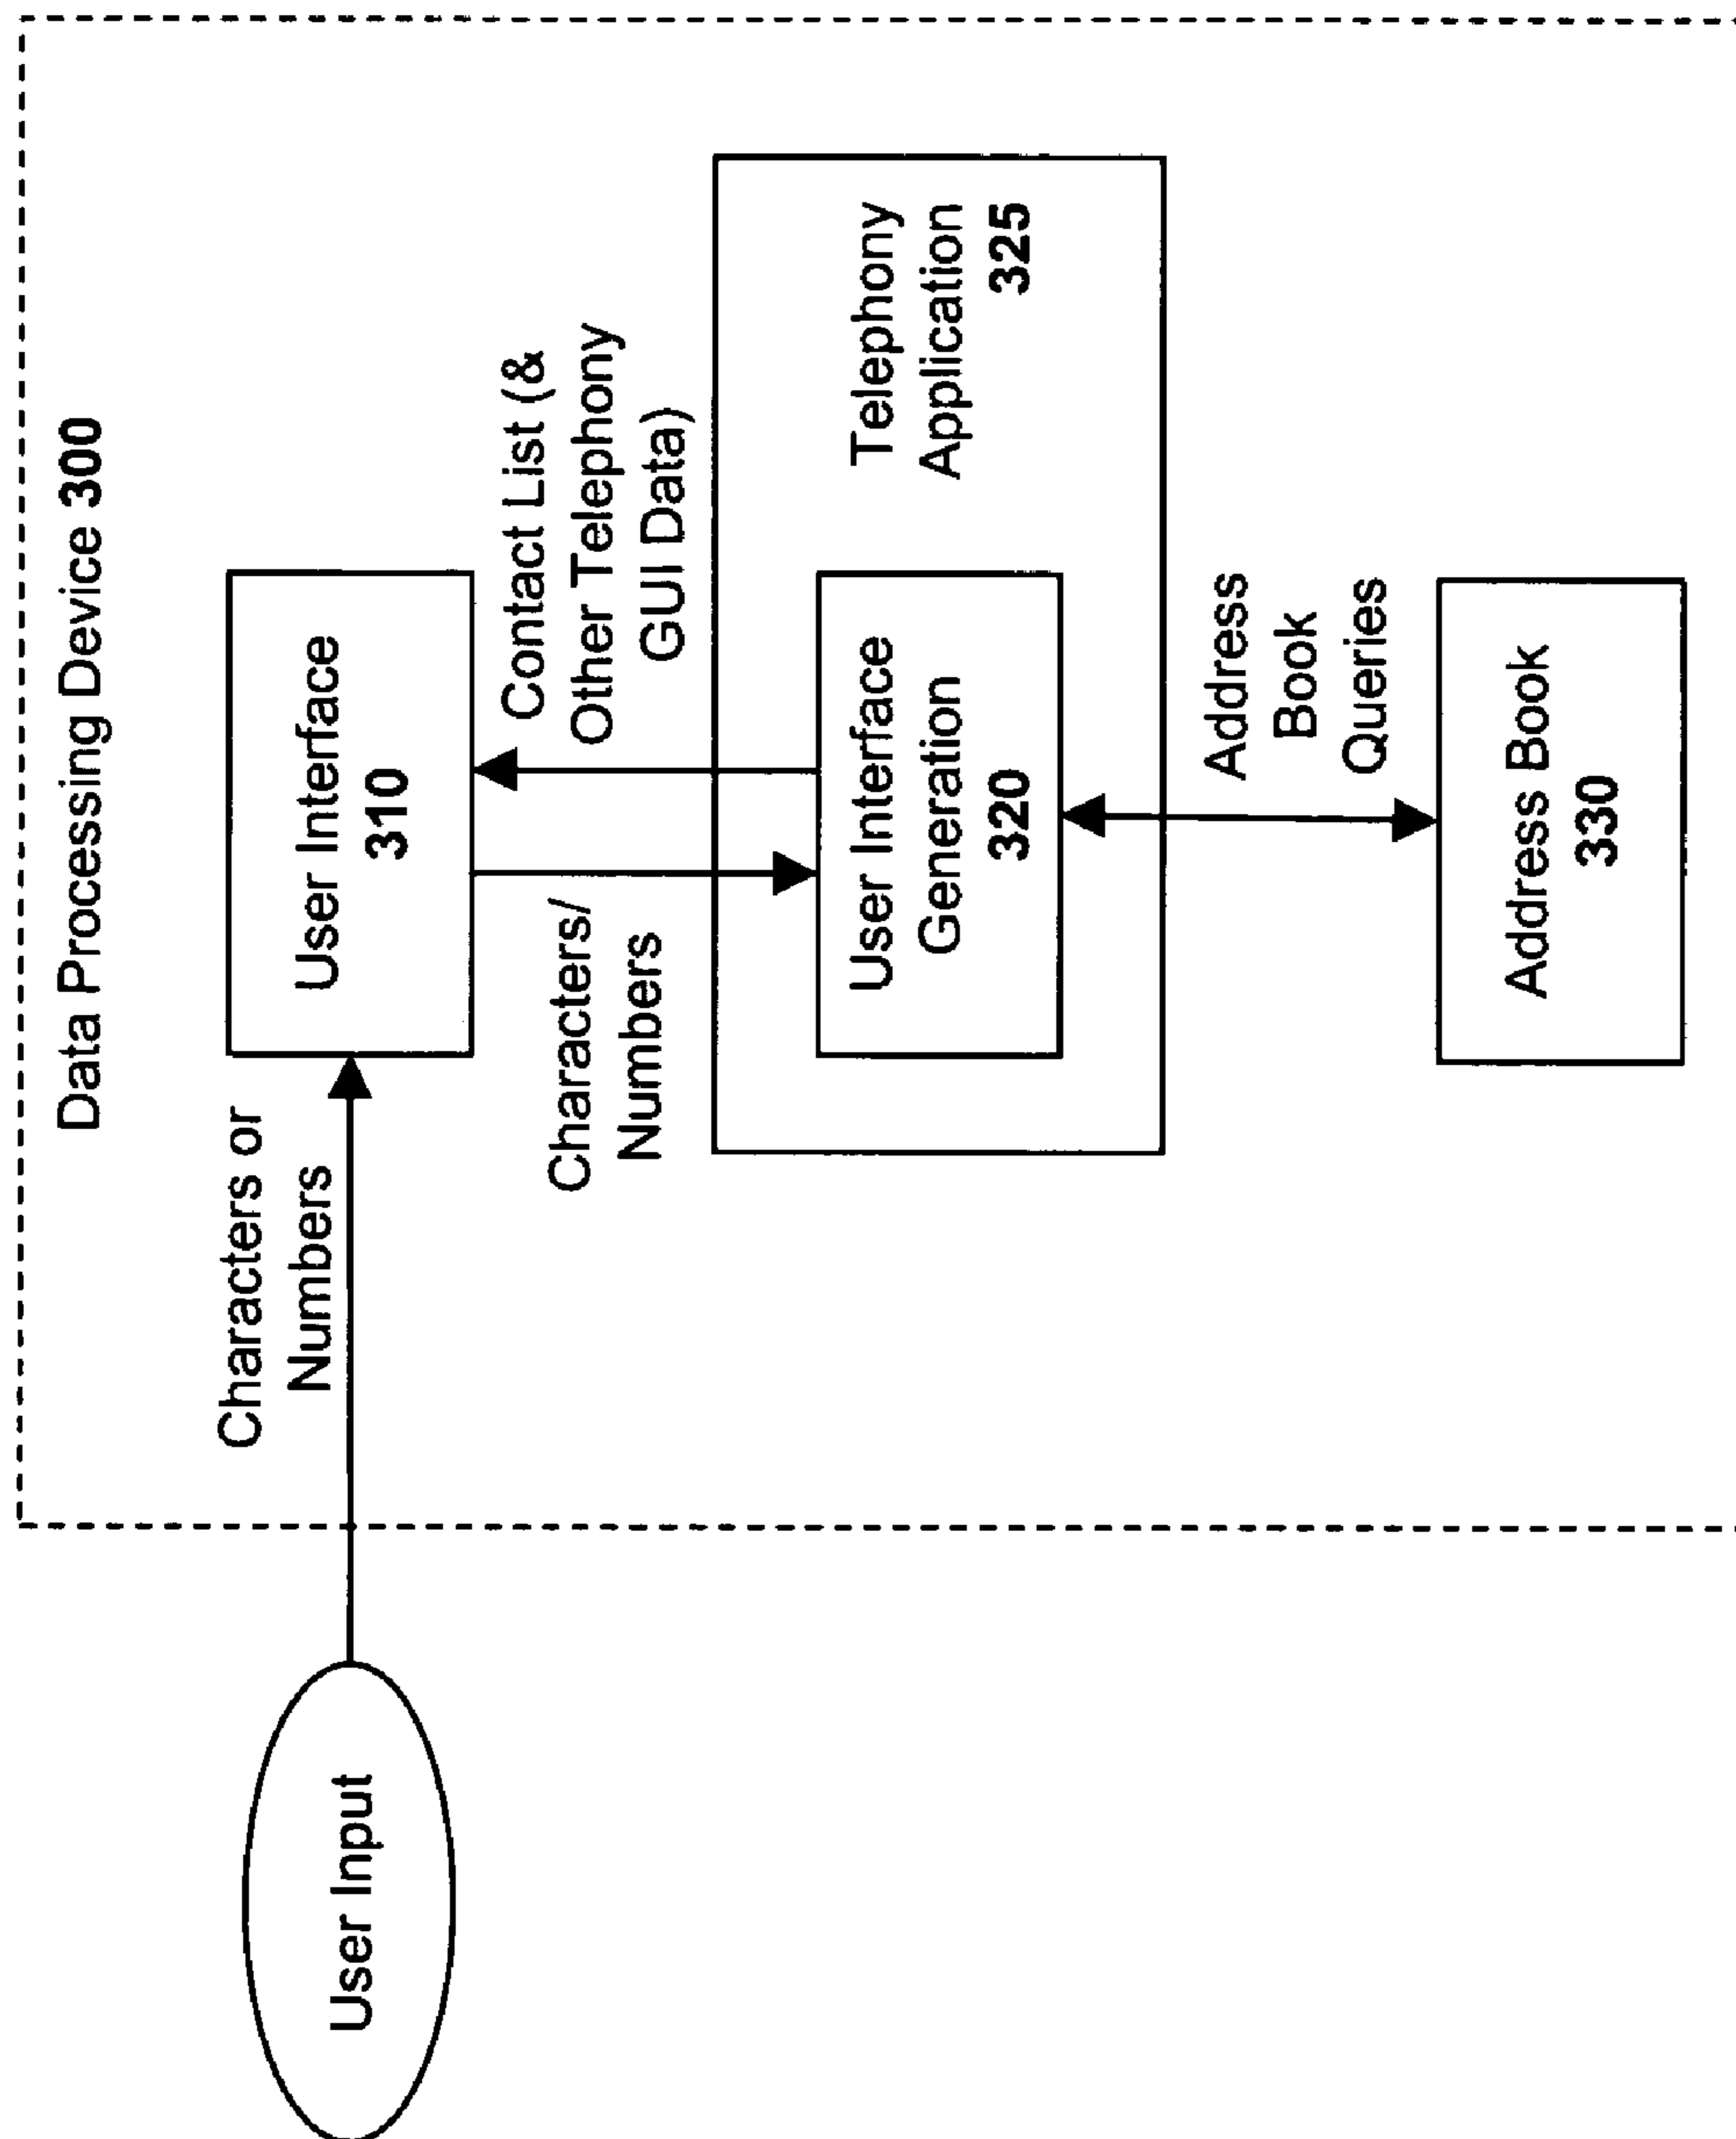 Data Processing Device 300
User Input
Characters or
Numbers
User Interface
310
Characters/
Numbers
Contact List (&
Other Telephony
GUI Data)
User Interface
Generation
320
Telephony
Application
325
Address
Book
Queries
Address Book
330